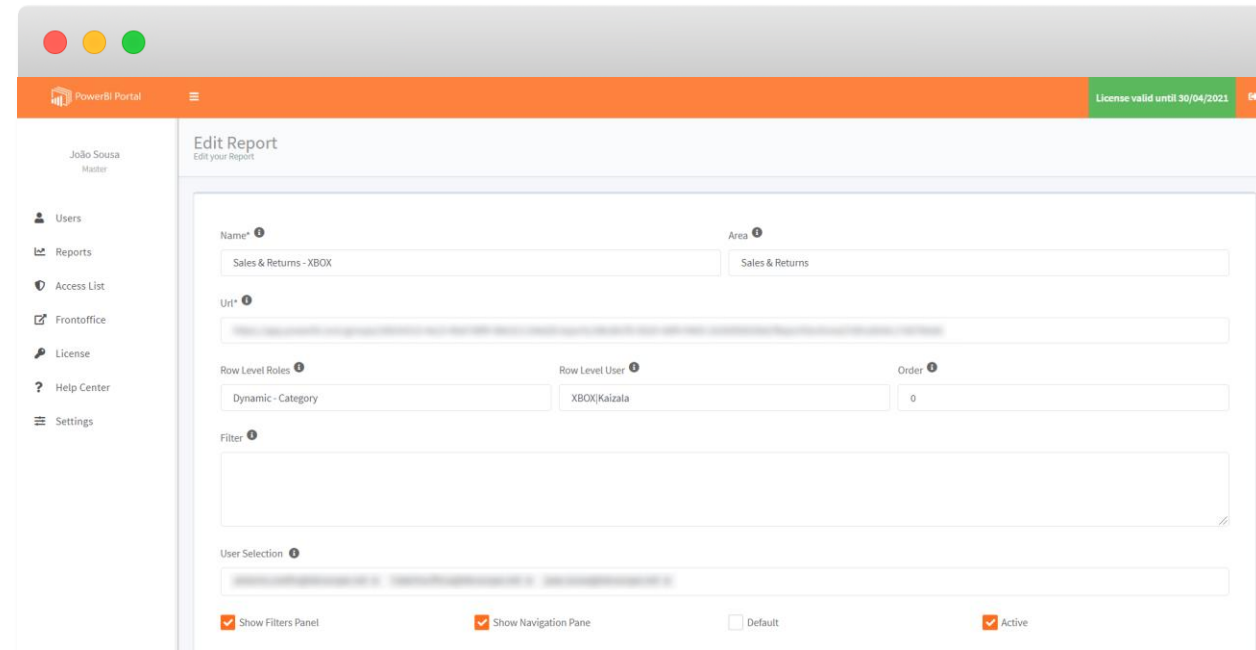 PowerBI Portal
License valid until 30/04/2021
João Sousa
Master
Users
Reports
Access List
Frontoffice
License
? Help Center
Settings
Edit Report
Edit your Report
Name* Area
Sales & Returns - XBOX Sales & Returns
Url*
Row Level Roles Row Level User Order
Dynamic - Category XBOX|Kaizala 0
Filter
User Selection
Show Filters Panel Show Navigation Pane Default Active